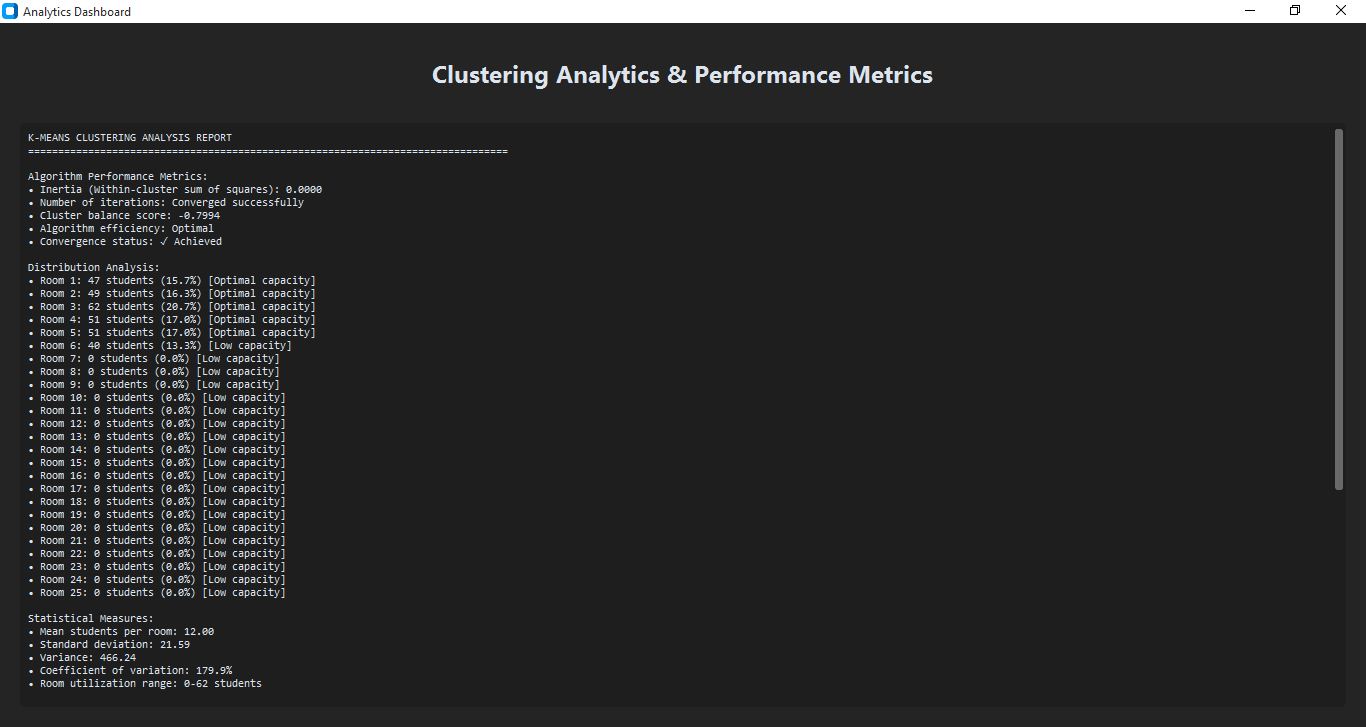 Analytics Dashboard
Clustering Analytics & Performance Metrics
K-MEANS CLUSTERING ANALYSIS REPORT
================================================================================
Algorithm Performance Metrics:
• Inertia (Within-cluster sum of squares): 0.0000
• Number of iterations: Converged successfully
• Cluster balance score: -0.7994
• Algorithm efficiency: Optimal
• Convergence status: ✓ Achieved
Distribution Analysis:
• Room 1: 47 students (15.7%) [Optimal capacity]
• Room 2: 49 students (16.3%) [Optimal capacity]
• Room 3: 62 students (20.7%) [Optimal capacity]
• Room 4: 51 students (17.0%) [Optimal capacity]
• Room 5: 51 students (17.0%) [Optimal capacity]
• Room 6: 40 students (13.3%) [Low capacity]
• Room 7: 0 students (0.0%) [Low capacity]
• Room 8: 0 students (0.0%) [Low capacity]
• Room 9: 0 students (0.0%) [Low capacity]
• Room 10: 0 students (0.0%) [Low capacity]
• Room 11: 0 students (0.0%) [Low capacity]
• Room 12: 0 students (0.0%) [Low capacity]
• Room 13: 0 students (0.0%) [Low capacity]
• Room 14: 0 students (0.0%) [Low capacity]
• Room 15: 0 students (0.0%) [Low capacity]
• Room 16: 0 students (0.0%) [Low capacity]
• Room 17: 0 students (0.0%) [Low capacity]
• Room 18: 0 students (0.0%) [Low capacity]
• Room 19: 0 students (0.0%) [Low capacity]
• Room 20: 0 students (0.0%) [Low capacity]
• Room 21: 0 students (0.0%) [Low capacity]
• Room 22: 0 students (0.0%) [Low capacity]
• Room 23: 0 students (0.0%) [Low capacity]
• Room 24: 0 students (0.0%) [Low capacity]
• Room 25: 0 students (0.0%) [Low capacity]
Statistical Measures:
• Mean students per room: 12.00
• Standard deviation: 21.59
• Variance: 466.24
• Coefficient of variation: 179.9%
• Room utilization range: 0-62 students